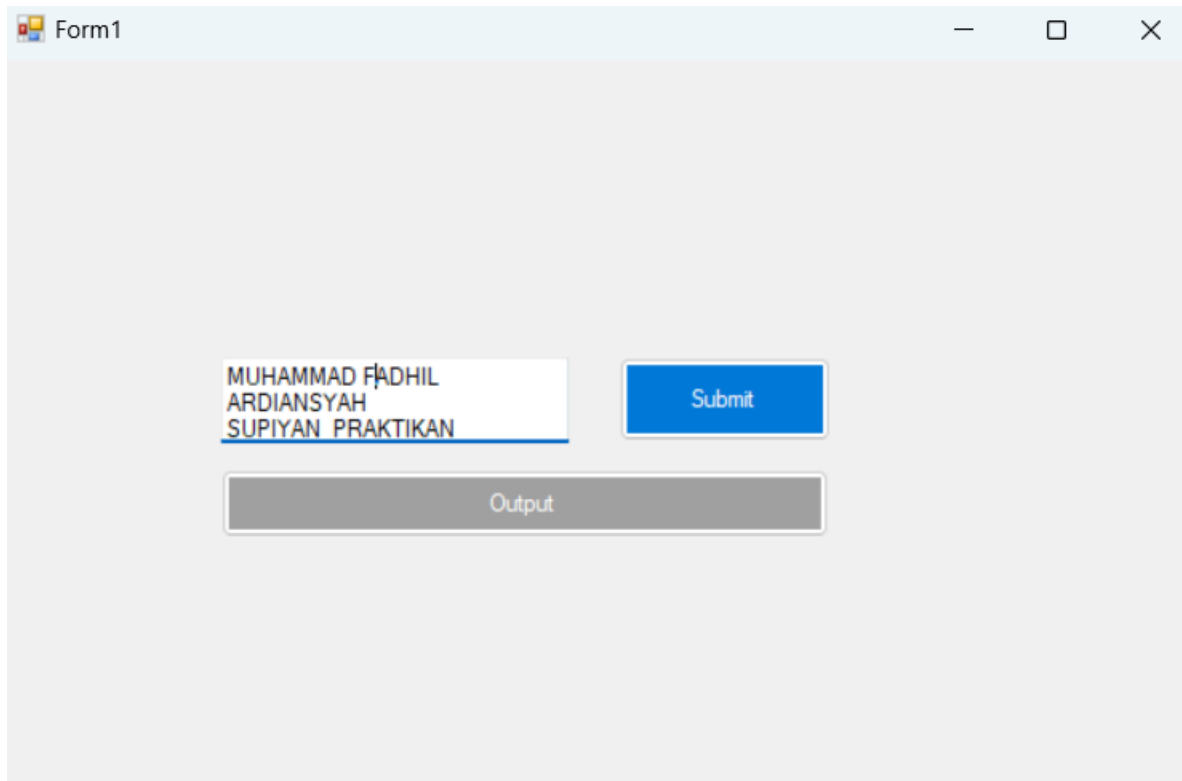 Form1
MUHAMMAD FADHIL
ARDIANSYAH
SUPIYAN  PRAKTIKAN
Submit
Output